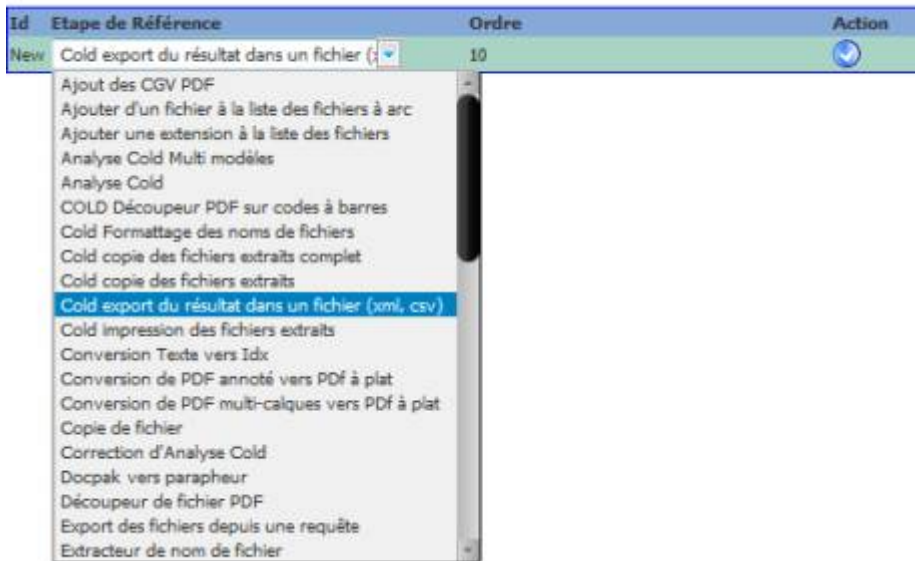 Id Etape de Référence Ordre Action
New Cold export du résultat dans un fichier (x 10
Ajout des CGV PDF
Ajouter d'un fichier à la liste des fichiers à arc
Ajouter une extension à la liste des fichiers
Analyse Cold Multi modèles
Analyse Cold
COLD Découpeur PDF sur codes à barres
Cold Formattage des noms de fichiers
Cold copie des fichiers extraits complet
Cold copie des fichiers extraits
Cold export du résultat dans un fichier (xml, csv)
Cold impression des fichiers extraits
Conversion Texte vers Idx
Conversion de PDF annoté vers PDf à plat
Conversion de PDF multi-calques vers PDf à plat
Copie de fichier
Correction d'Analyse Cold
Docpak vers parapheur
Découpeur de fichier PDF
Export des fichiers depuis une requête
Extracteur de nom de fichier